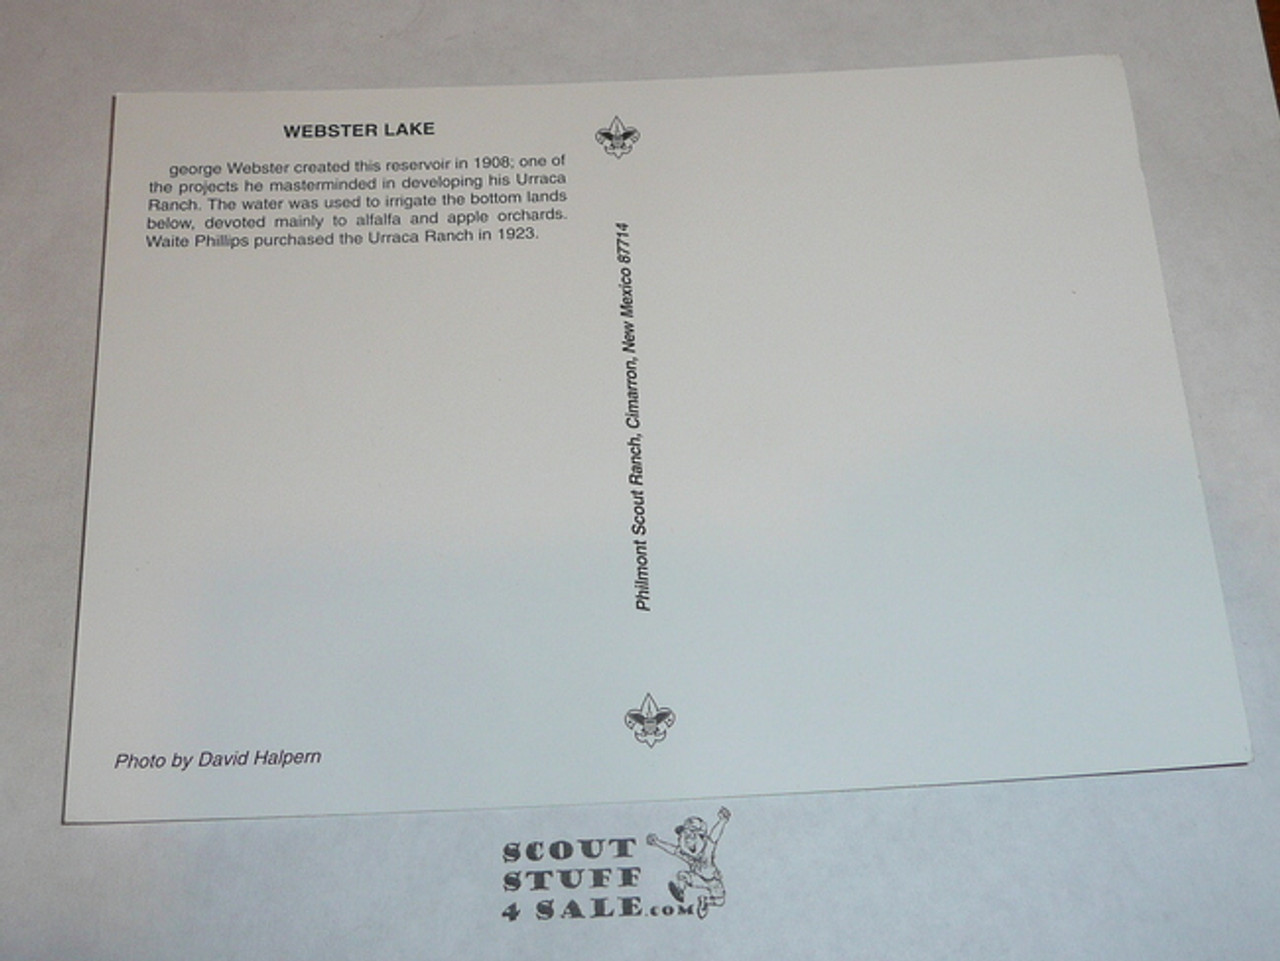 WEBSTER LAKE
george Webster created this reservoir in 1908; one of
the projects he masterminded in developing his Urraca
Ranch. The water was used to irrigate the bottom lands
below, devoted mainly to alfalfa and apple orchards.
Waite Phillips purchased the Urraca Ranch in 1923.
Photo by David Halpern
Philmont Scout Ranch, Cimarron, New Mexico 87714
SCOUT
STUFF
4 SALE.COM